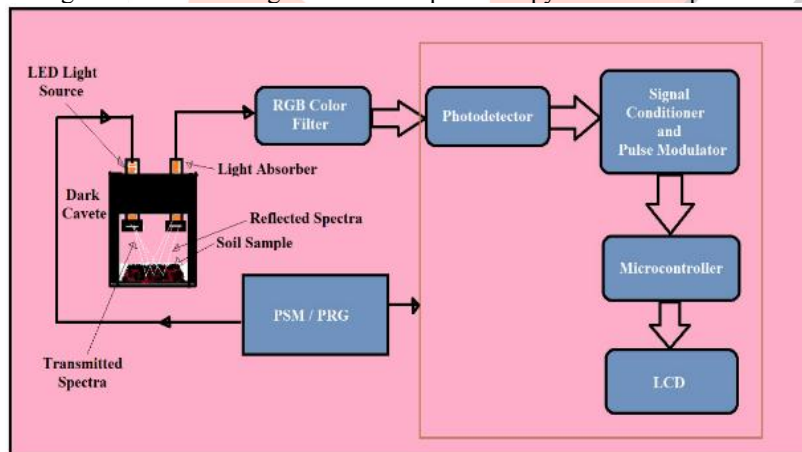 LED Light
Source
RGB Color
Filter
Photodetector
Signal
Conditioner
and
Pulse Modulator
Light Absorber
Dark
Cavete
Reflected Spectra
Soil Sample
Microcontroller
PSM / PRG
Transmitted
Spectra
LCD